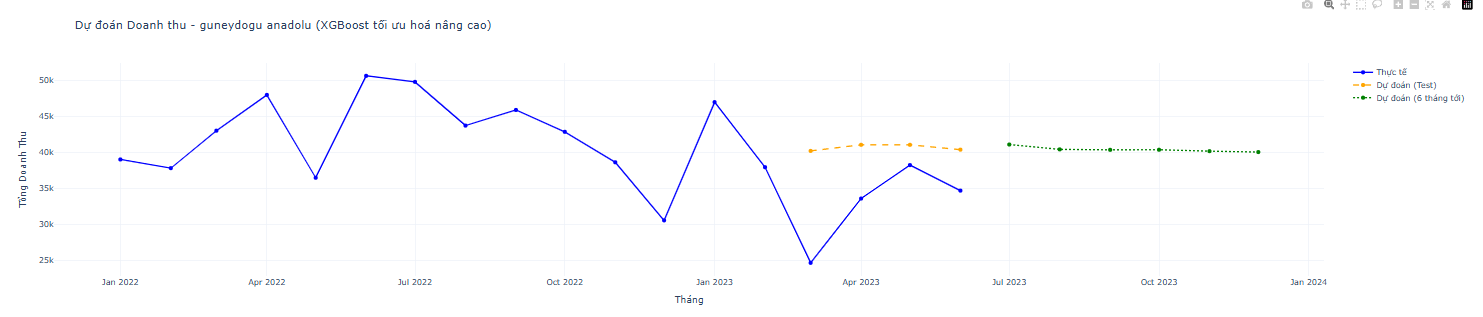 Dự đoán Doanh thu - guneydogu anadolu (XGBoost tối ưu hoá nâng cao)
Thực tế
Dự đoán (Test)
Dự đoán (6 tháng tới)
Tổng Doanh Thu
50k
45k
40k
35k
30k
25k
Jan 2022
Apr 2022
Jul 2022
Oct 2022
Jan 2023
Apr 2023
Jul 2023
Oct 2023
Jan 2024
Tháng